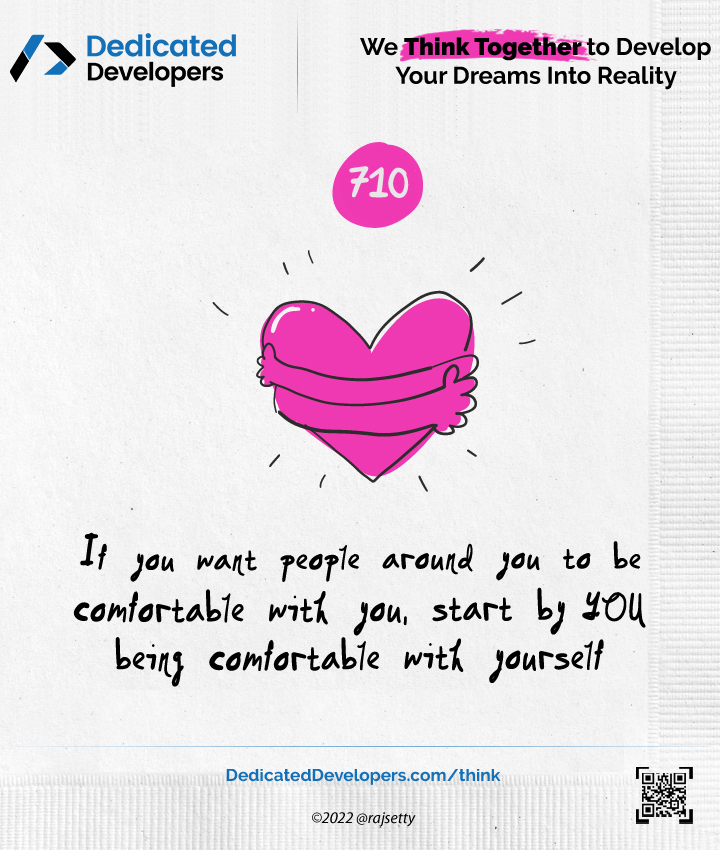 Dedicated
Developers
We Think Together to Develop
Your Dreams Into Reality
710
If you want people around you to be
comfortable with you, start by YOU
being comfortable with yourself
DedicatedDevelopers.com/think
©2022 @rajsetty